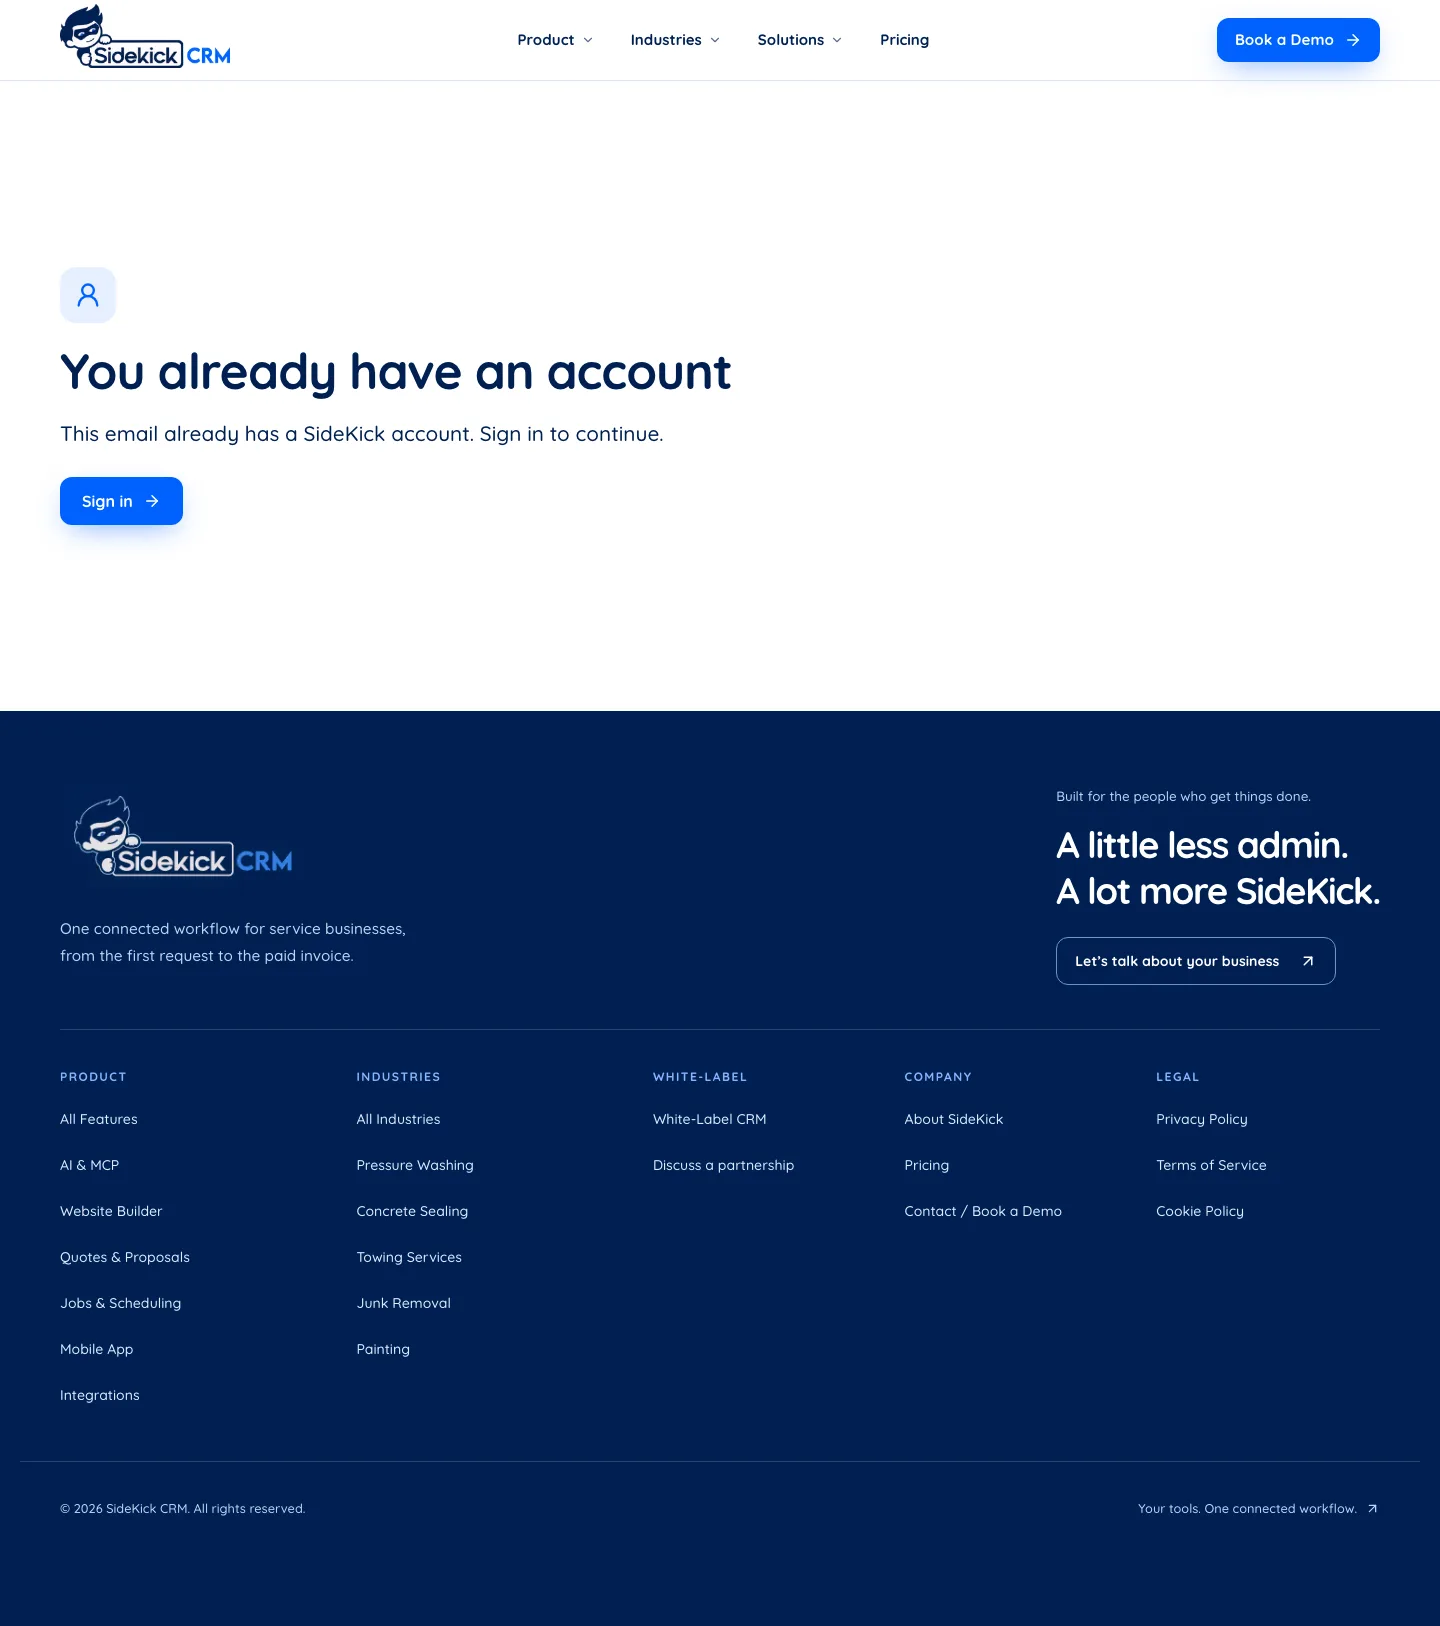 Sidekick CRM
Product
Industries
Solutions
Pricing
Book a Demo
You already have an account
This email already has a SideKick account. Sign in to continue.
Sign in
Sidekick CRM
One connected workflow for service businesses,
from the first request to the paid invoice.
Built for the people who get things done.
A little less admin.
A lot more SideKick.
Let’s talk about your business
PRODUCT
All Features
AI & MCP
Website Builder
Quotes & Proposals
Jobs & Scheduling
Mobile App
Integrations
INDUSTRIES
All Industries
Pressure Washing
Concrete Sealing
Towing Services
Junk Removal
Painting
WHITE-LABEL
White-Label CRM
Discuss a partnership
COMPANY
About SideKick
Pricing
Contact / Book a Demo
LEGAL
Privacy Policy
Terms of Service
Cookie Policy
© 2026 SideKick CRM. All rights reserved.
Your tools. One connected workflow.